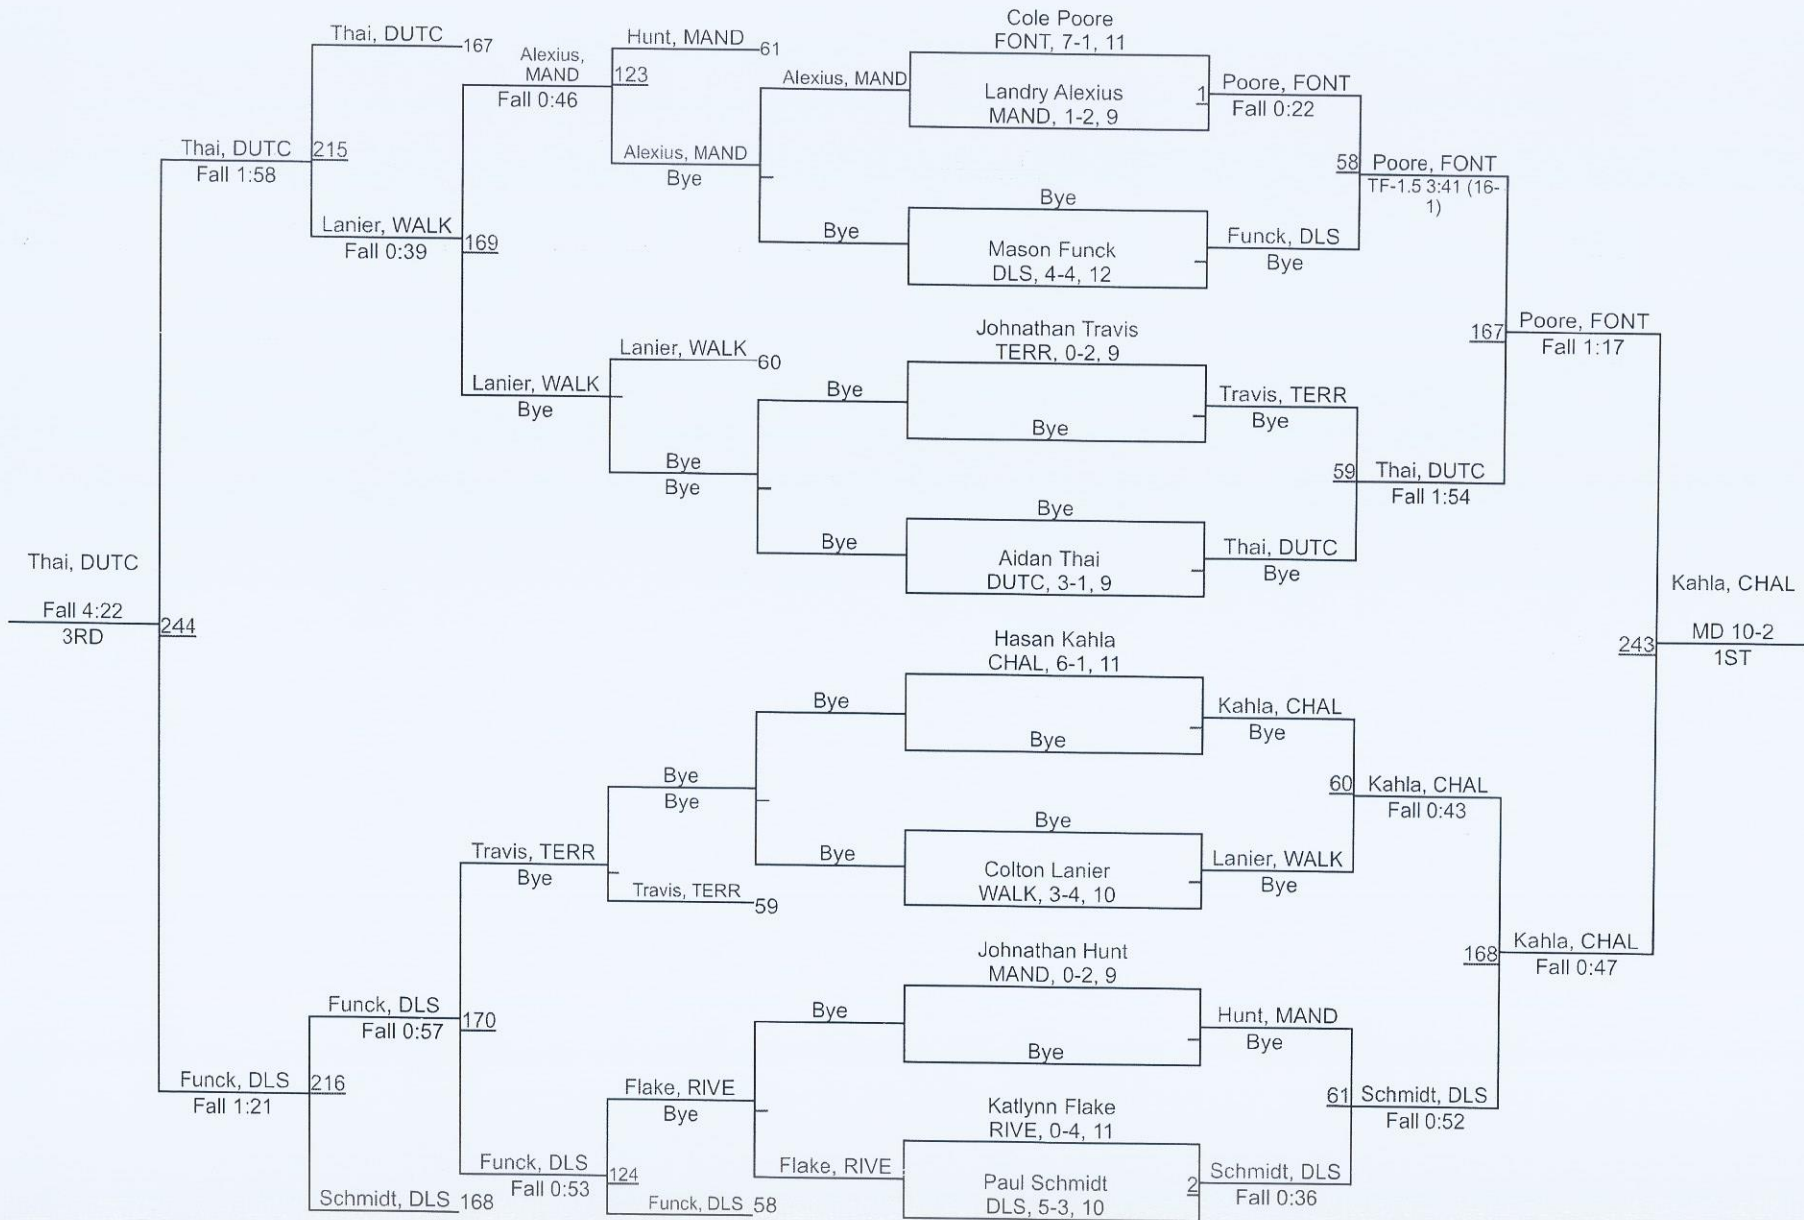 Cole Poore
FONT, 7-1, 11
Landry Alexius
MAND, 1-2, 9
1
Bye
Mason Funck
DLS, 4-4, 12
Johnathan Travis
TERR, 0-2, 9
Bye
Bye
Aidan Thai
DUTC, 3-1, 9
Hasan Kahla
CHAL, 6-1, 11
Bye
Bye
Colton Lanier
WALK, 3-4, 10
Johnathan Hunt
MAND, 0-2, 9
Bye
Katlynn Flake
RIVE, 0-4, 11
Paul Schmidt
DLS, 5-3, 10
2
Poore, FONT
Fall 0:22
Funck, DLS
Bye
Travis, TERR
Bye
Thai, DUTC
Bye
Kahla, CHAL
Bye
Lanier, WALK
Bye
Hunt, MAND
Bye
Schmidt, DLS
Fall 0:36
58
Poore, FONT
TF-1.5 3:41 (16-
1)
59
Thai, DUTC
Fall 1:54
60
Kahla, CHAL
Fall 0:43
61
Schmidt, DLS
Fall 0:52
167
Poore, FONT
Fall 1:17
168
Kahla, CHAL
Fall 0:47
243
Kahla, CHAL
MD 10-2
1ST
Alexius, MAND
Bye
Bye
Bye
Bye
Bye
Bye
Flake, RIVE
Hunt, MAND
61
Alexius, MAND
Bye
Lanier, WALK
60
Bye
Bye
Bye
Bye
Travis, TERR
59
Flake, RIVE
Bye
Funck, DLS
58
Alexius,
MAND
Fall 0:46
123
Lanier, WALK
Bye
Travis, TERR
Bye
Funck, DLS
Fall 0:53
124
Thai, DUTC
167
Lanier, WALK
Fall 0:39
169
Funck, DLS
Fall 0:57
170
Schmidt, DLS
168
Thai, DUTC
Fall 1:58
215
Funck, DLS
Fall 1:21
216
Thai, DUTC
Fall 4:22
3RD
244